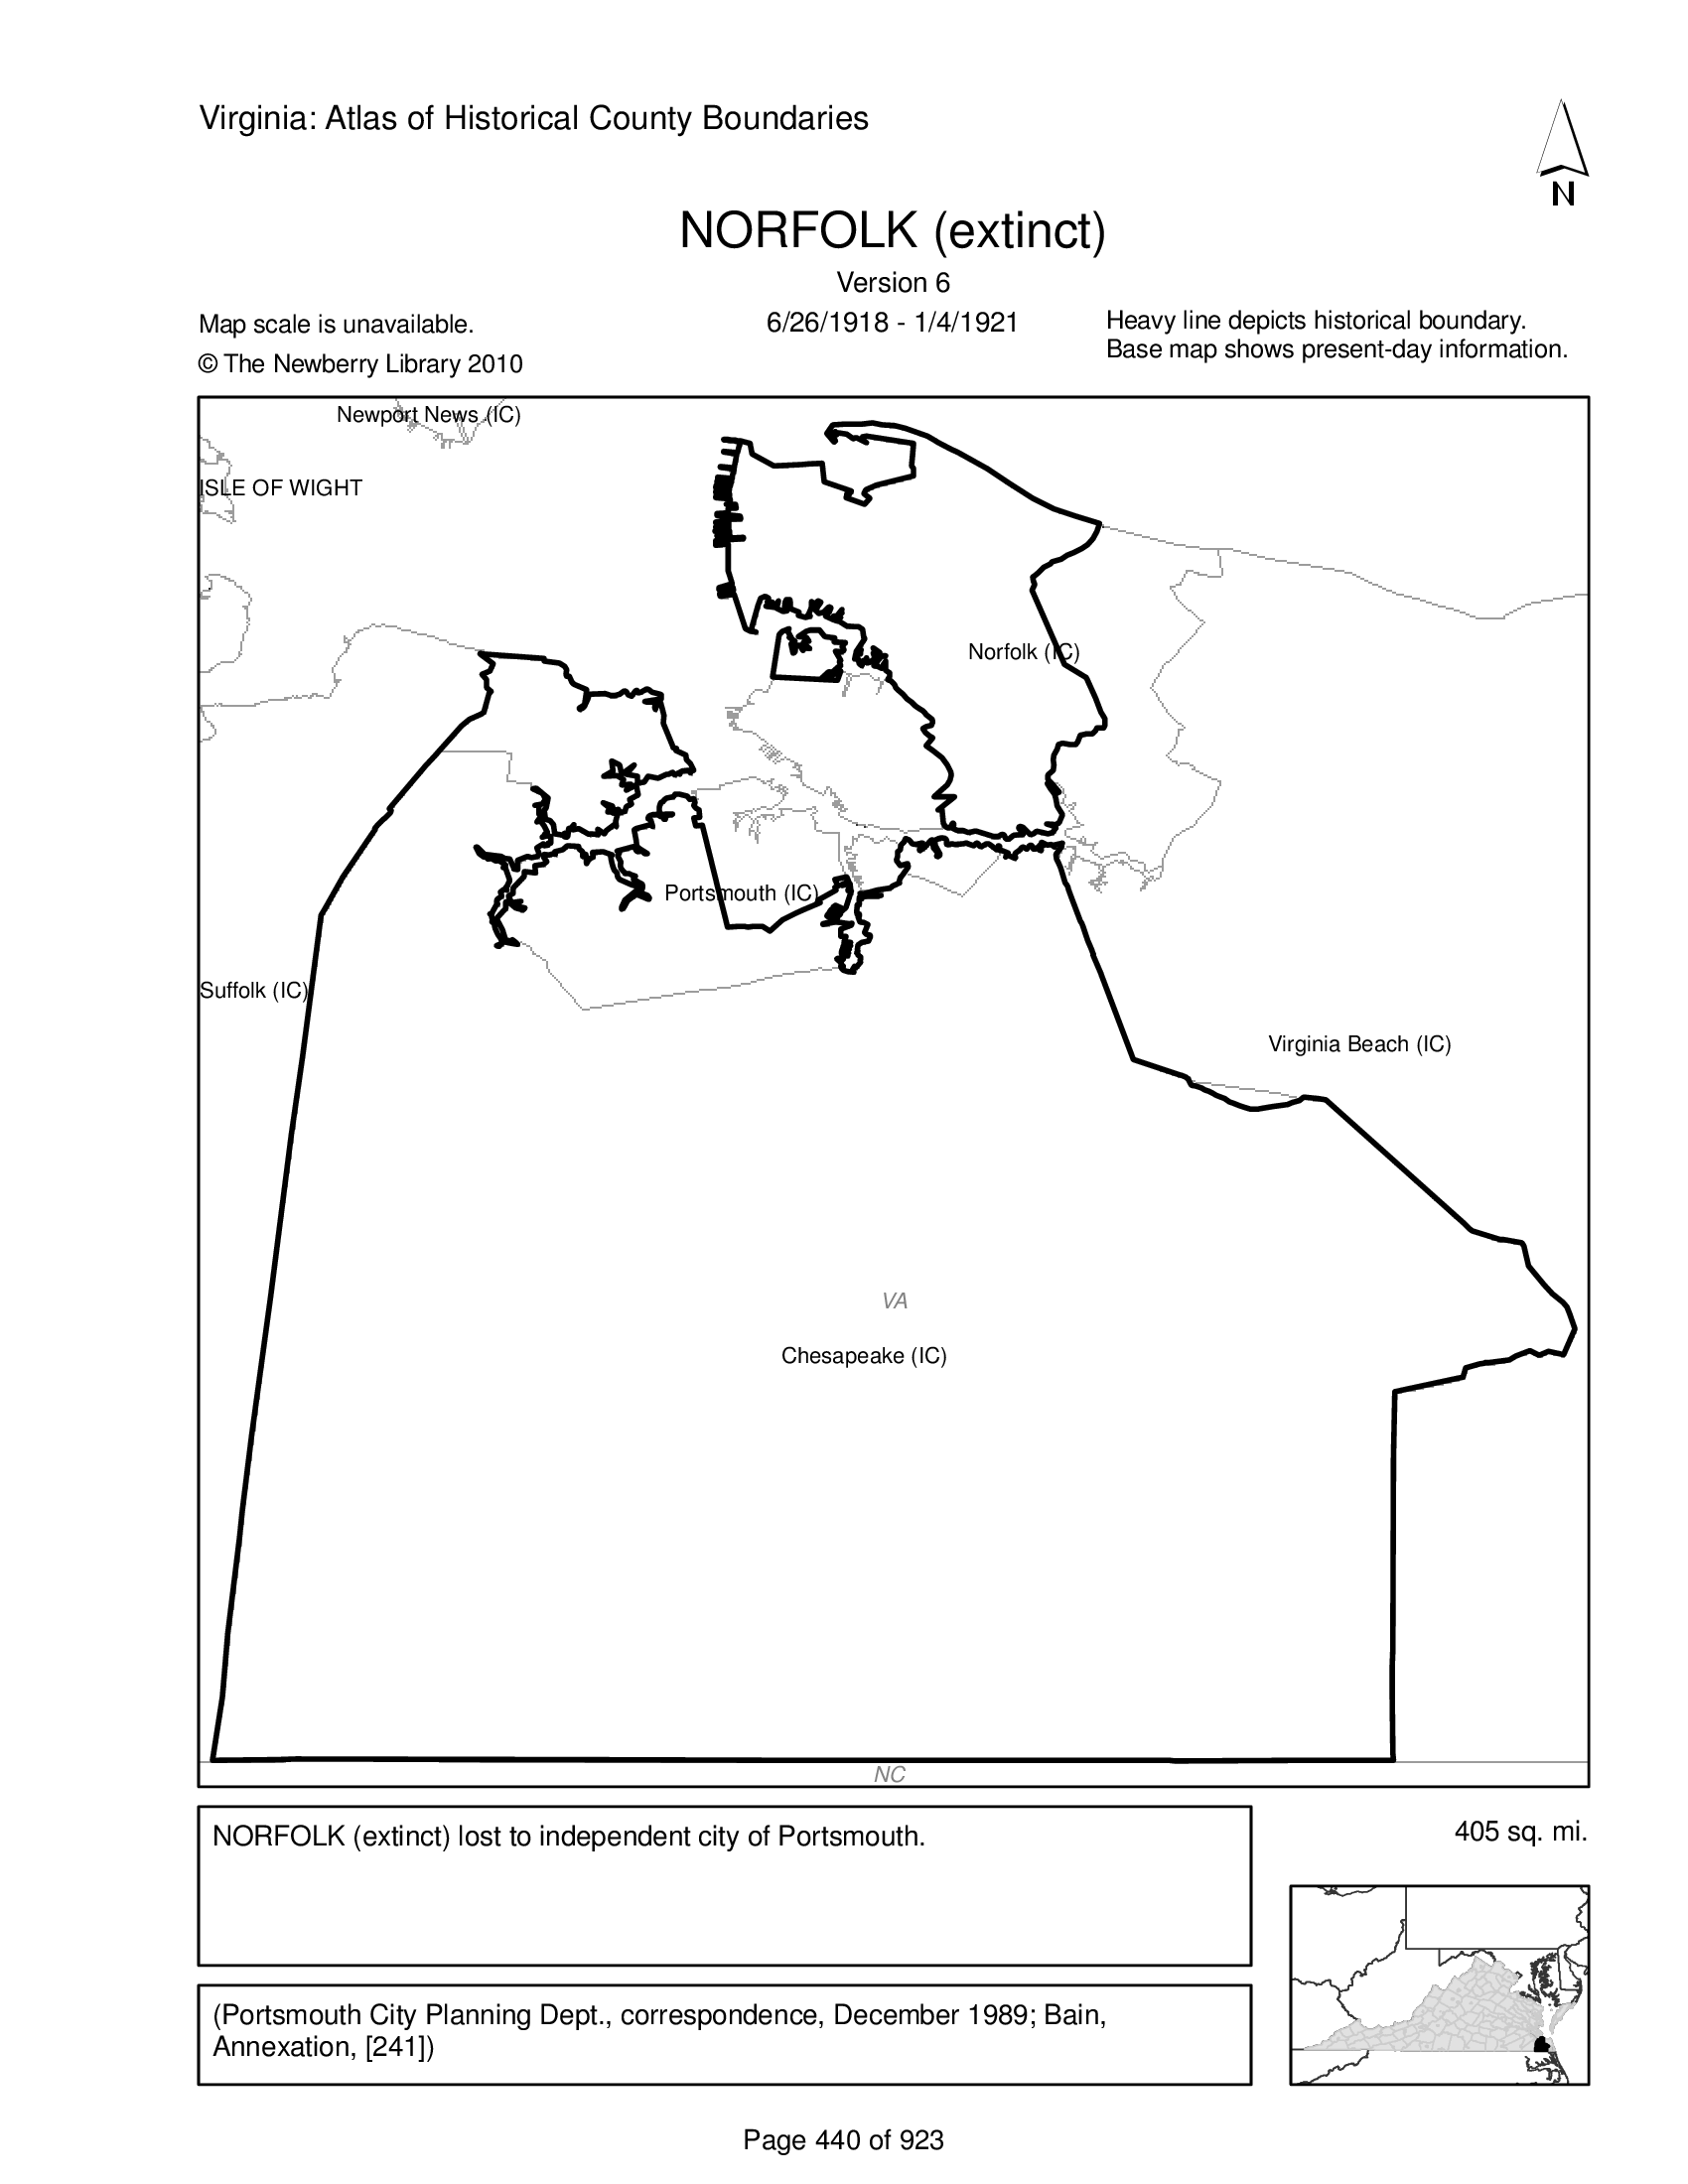 Virginia: Atlas of Historical County Boundaries
N
NORFOLK (extinct)
Version 6
6/26/1918 - 1/4/1921
Map scale is unavailable.
© The Newberry Library 2010
Heavy line depicts historical boundary.
Base map shows present-day information.
Newport News (IC)
ISLE OF WIGHT
Norfolk (IC)
Portsmouth (IC)
Suffolk (IC)
Virginia Beach (IC)
VA
Chesapeake (IC)
NC
NORFOLK (extinct) lost to independent city of Portsmouth.
405 sq. mi.
(Portsmouth City Planning Dept., correspondence, December 1989; Bain,
Annexation, [241])
Page 440 of 923